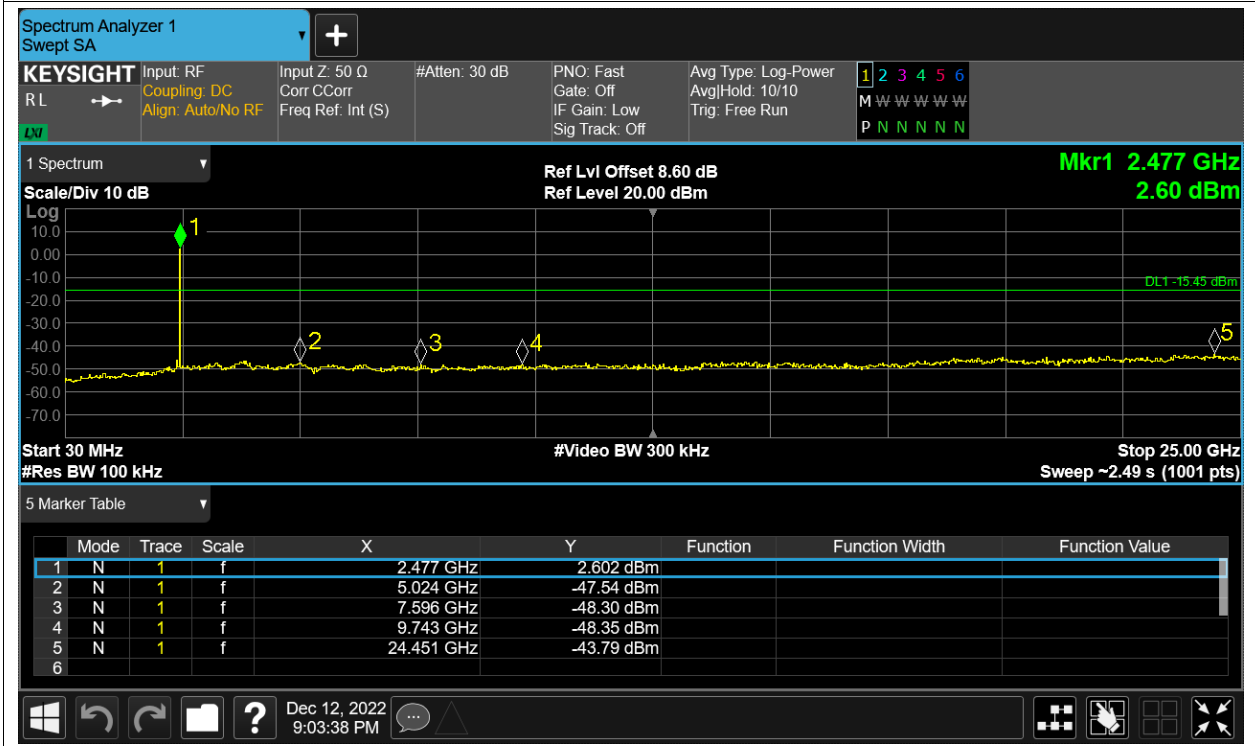 Spectrum Analyzer 1
Swept SA
+
KEYSIGHT Input: RF Input Z: 50 Ω #Atten: 30 dB PNO: Fast Avg Type: Log-Power 1 2 3 4 5 6
R L Coupling: DC Corr CCorr Gate: Off Avg|Hold: 10/10 M W W W W W
Align: Auto/No RF Freq Ref: Int (S) IF Gain: Low Trig: Free Run
LXI Sig Track: Off P N N N N N
1 Spectrum Ref Lvl Offset 8.60 dB Mkr1 2.477 GHz
Scale/Div 10 dB Ref Level 20.00 dBm 2.60 dBm
Log
1
10.0
0.00
-10.0
DL1 -15.45 dBm
-20.0
-30.0
2 3 4 5
-40.0
-50.0
-60.0
-70.0
Start 30 MHz #Video BW 300 kHz Stop 25.00 GHz
#Res BW 100 kHz Sweep ~2.49 s (1001 pts)
5 Marker Table
Mode Trace Scale X Y Function Function Width Function Value
1 N 1 f 2.477 GHz 2.602 dBm
2 N 1 f 5.024 GHz -47.54 dBm
3 N 1 f 7.596 GHz -48.30 dBm
4 N 1 f 9.743 GHz -48.35 dBm
5 N 1 f 24.451 GHz -43.79 dBm
6
? Dec 12, 2022
9:03:38 PM